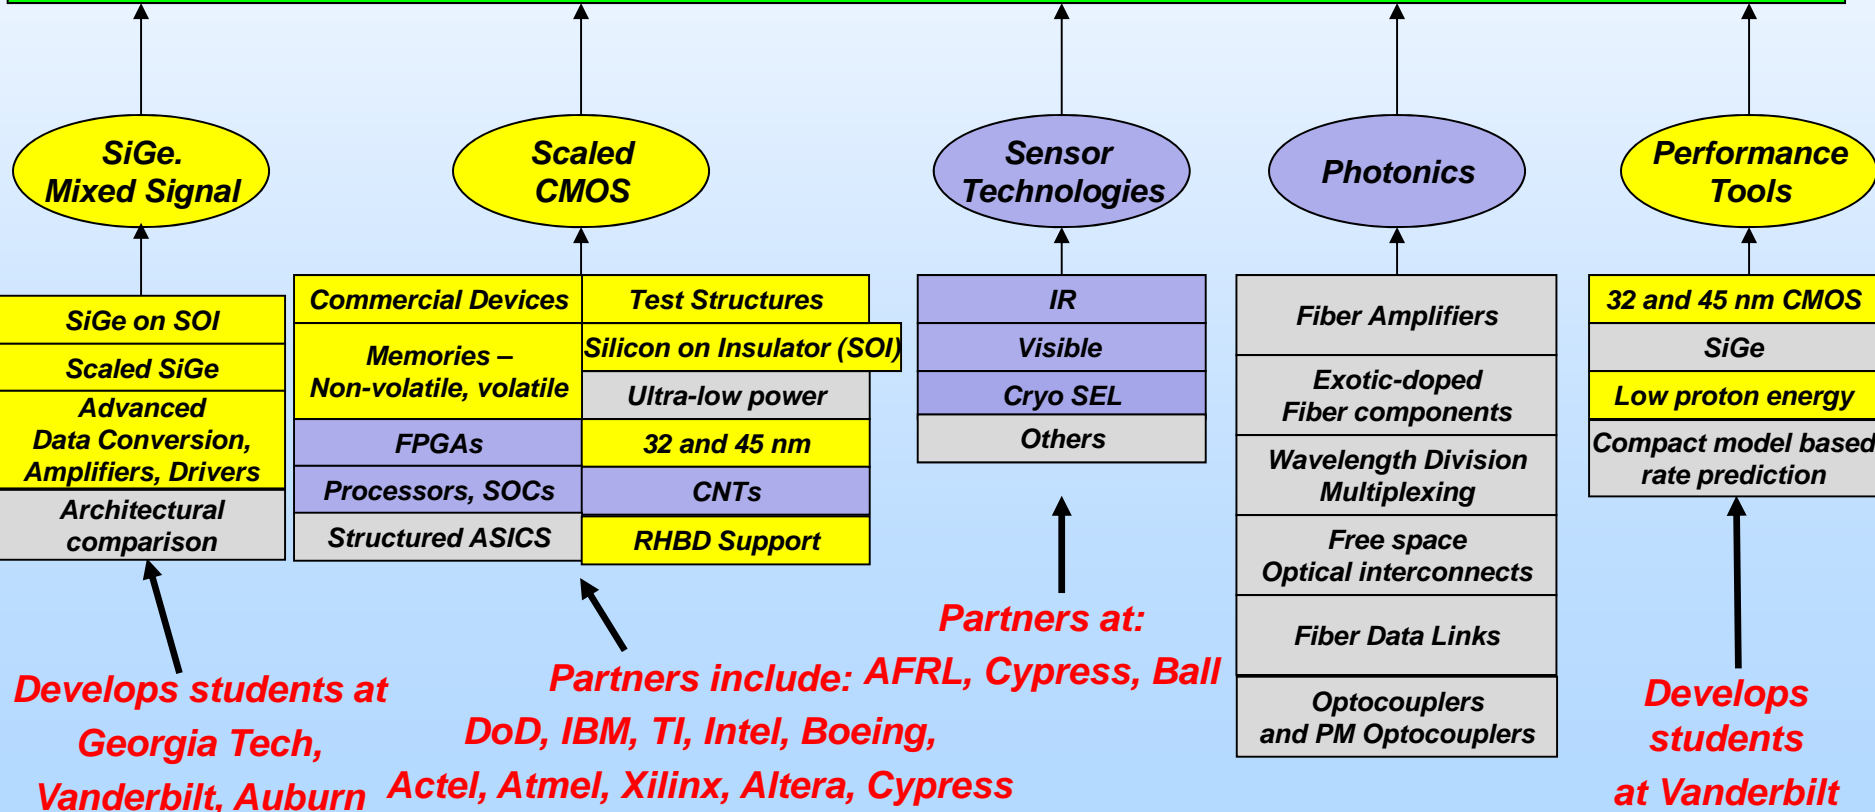 SiGe.
Mixed Signal
Scaled
CMOS
Sensor
Technologies
Photonics
Performance
Tools
SiGe on SOI
Scaled SiGe
Advanced
Data Conversion,
Amplifiers, Drivers
Architectural
comparison
Commercial Devices
Memories –
Non-volatile, volatile
FPGAs
Processors, SOCs
Structured ASICS
Test Structures
Silicon on Insulator (SOI)
Ultra-low power
32 and 45 nm
CNTs
RHBD Support
IR
Visible
Cryo SEL
Others
Fiber Amplifiers
Exotic-doped
Fiber components
Wavelength Division
Multiplexing
Free space
Optical interconnects
Fiber Data Links
Optocouplers
and PM Optocouplers
32 and 45 nm CMOS
SiGe
Low proton energy
Compact model based
rate prediction
Develops students at
Georgia Tech,
Vanderbilt, Auburn
Partners include:
DoD, IBM, TI, Intel, Boeing,
Actel, Atmel, Xilinx, Altera, Cypress
Partners at:
AFRL, Cypress, Ball
Develops
students
at Vanderbilt